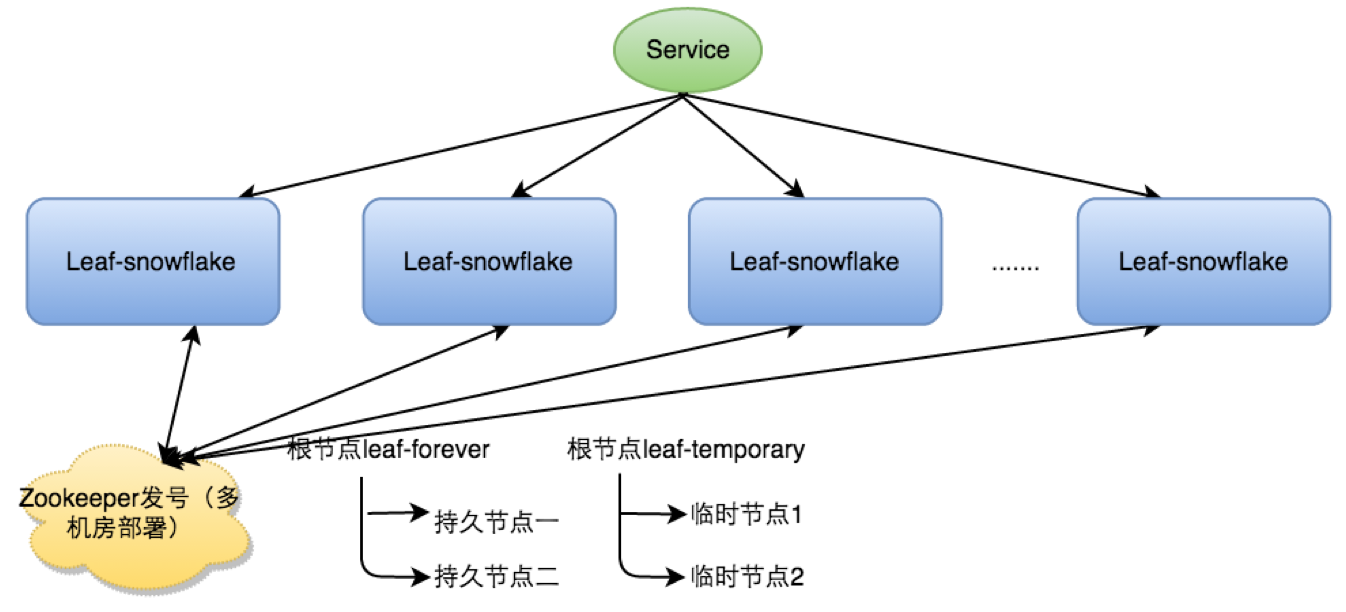 Service
Leaf-snowflake
Leaf-snowflake
Leaf-snowflake
.......
Leaf-snowflake
根节点leaf-forever
根节点leaf-temporary
Zookeeper发号（多
机房部署）
持久节点一
持久节点二
临时节点1
临时节点2